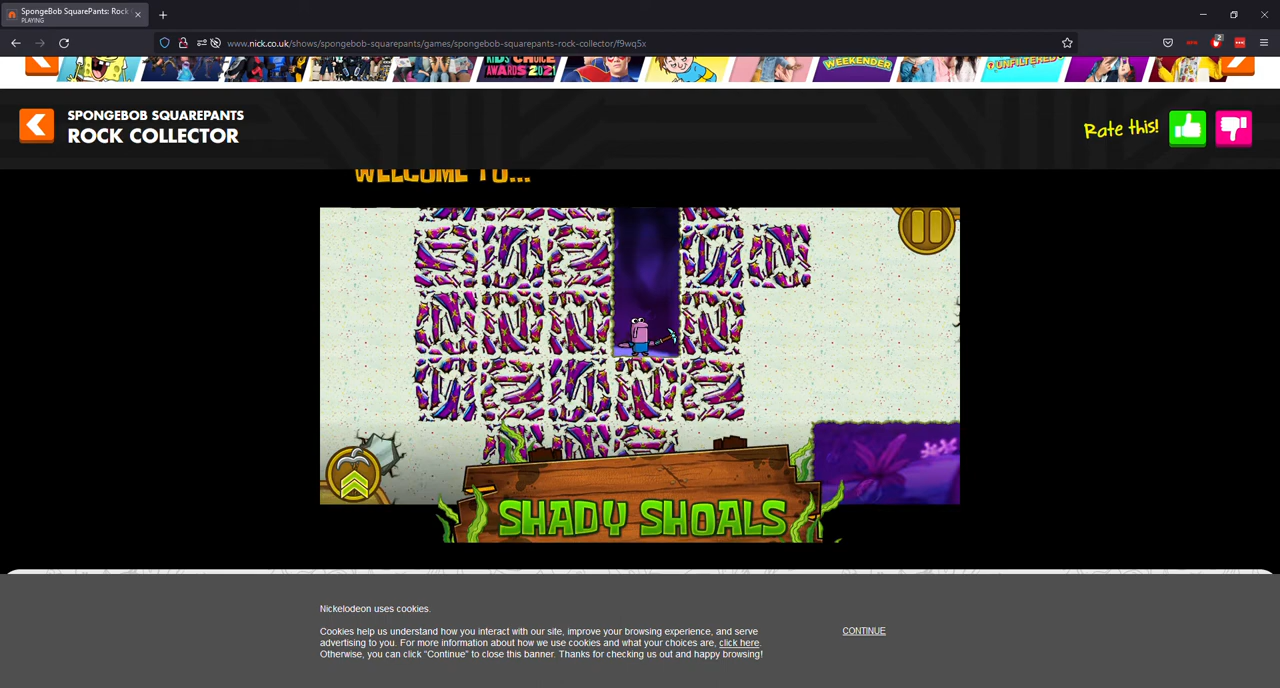 SpongeBob SquarePants: Rock
PLAYING
www.nick.co.uk/shows/spongebob-squarepants/games/spongebob-squarepants-rock-collector/f9wq5x
2
KIDS CHOICE
AWARDS 2021
WEEKENDER
UNFILTERED
SPONGEBOB SQUAREPANTS
ROCK COLLECTOR
Rate this!
WELCOME TO...
SHADY SHOALS
Nickelodeon uses cookies.
Cookies help us understand how you interact with our site, improve your browsing experience, and serve
advertising to you. For more information about how we use cookies and what your choices are, click here.
Otherwise, you can click “Continue” to close this banner. Thanks for checking us out and happy browsing!
CONTINUE